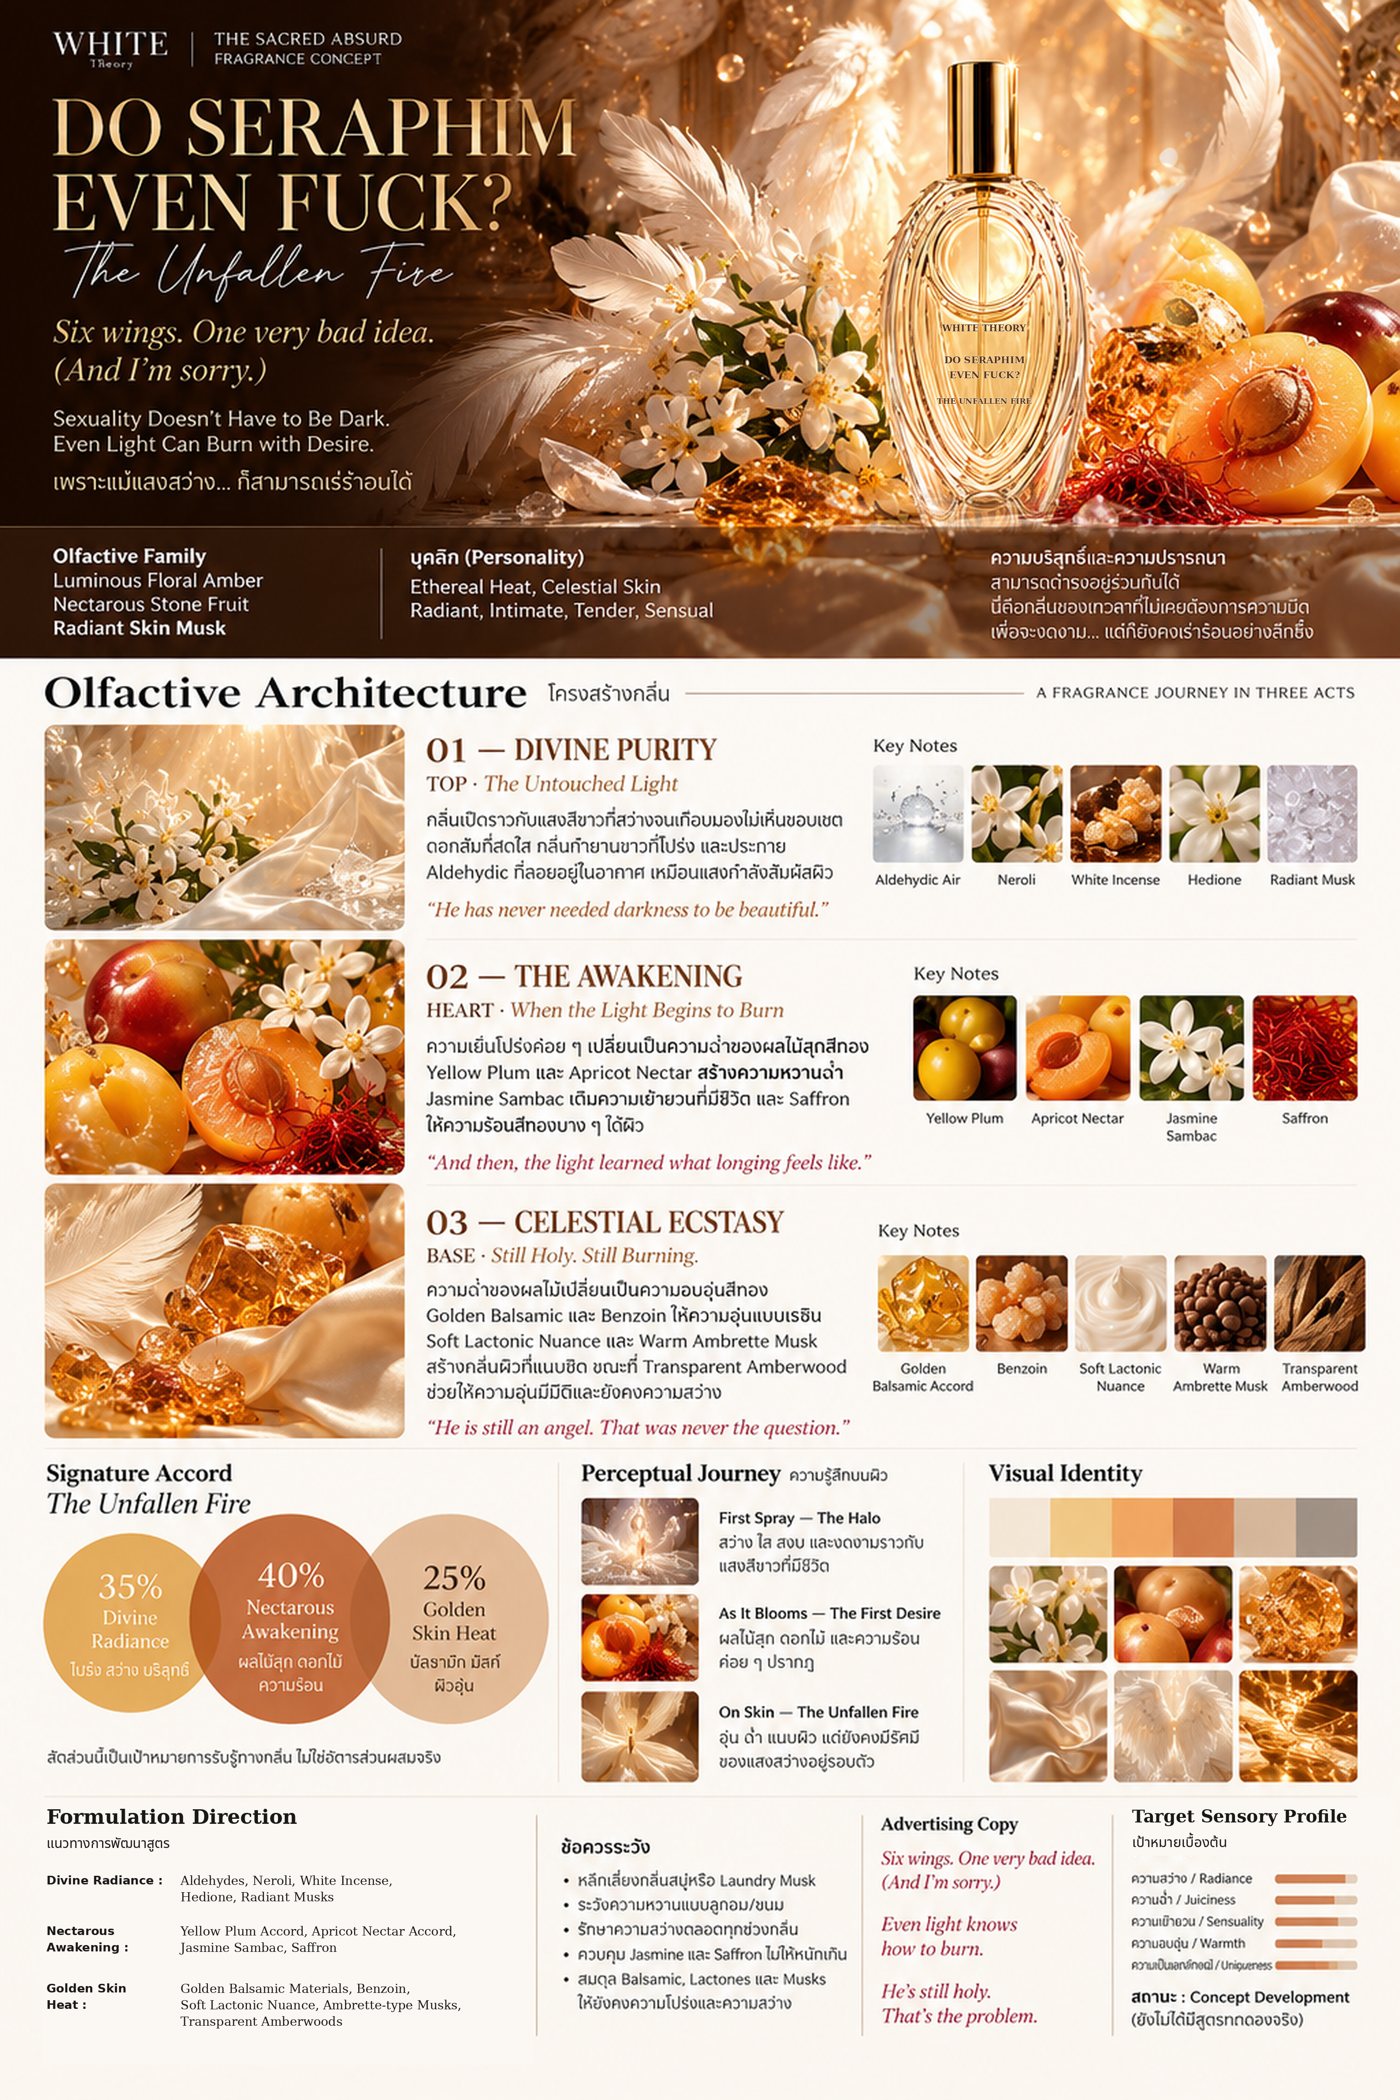 WHITE
Theory
THE SACRED ABSURD
FRAGRANCE CONCEPT
DO SERAPHIM
EVEN FUCK?
The Unfallen Fire
Six wings. One very bad idea.
(And I'm sorry.)
Sexuality Doesn't Have to Be Dark.
Even Light Can Burn with Desire.
เพราะแม้แสงสว่าง... ก็สามารถเร่ร้าอนได้
WHITE THEORY
DO SERAPHIM
EVEN FUCK?
THE UNFALLEN FIRE
Olfactive Family
Luminous Floral Amber
Nectarous Stone Fruit
Radiant Skin Musk
บุคลิก (Personality)
Ethereal Heat, Celestial Skin
Radiant, Intimate, Tender, Sensual
ความบริสุทธิ์และความปรารถนา
สามารถดำรงอยู่ร่วมกันได้
นี่คือกลิ่นของเทวลาที่ไม่เคยต้องการความมืด
เพื่อจะงดงาม... แต่ก็ยังคงเร่าร้อนอย่างลึกซึ้ง
Olfactive Architecture
โครงสร้างกลิ่น
A FRAGRANCE JOURNEY IN THREE ACTS
01 — DIVINE PURITY
TOP · The Untouched Light
กลิ่นเปิดราวกับแสงสีขาวที่สว่างจนเกือบมองไม่เห็นขอบเขต
ดอกส้มที่สดใส กลิ่นกำยานขาวที่โปร่ง และประกาย
Aldehydic ที่ลอยอยู่ในอากาศ เหมือนแสงกำลังสัมผัสผิว
“He has never needed darkness to be beautiful.”
Key Notes
Aldehydic Air
Neroli
White Incense
Hedione
Radiant Musk
02 — THE AWAKENING
HEART · When the Light Begins to Burn
ความเย็นโปร่งค่อย ๆ เปลี่ยนเป็นความฉ่ำของผลไม้สุกสีทอง
Yellow Plum และ Apricot Nectar สร้างความหวานฉ่ำ
Jasmine Sambac เติมความเย้ายวนที่มีชีวิต และ Saffron
ให้ความร้อนสีทองบาง ๆ ใต้ผิว
“And then, the light learned what longing feels like.”
Key Notes
Yellow Plum
Apricot Nectar
Jasmine
Sambac
Saffron
03 — CELESTIAL ECSTASY
BASE · Still Holy. Still Burning.
ความฉ่ำของผลไม้เปลี่ยนเป็นความอบอุ่นสีทอง
Golden Balsamic และ Benzoin ให้ความอุ่นแบบเรซิน
Soft Lactonic Nuance และ Warm Ambrette Musk
สร้างกลิ่นผิวที่แนบชิด ขณะที่ Transparent Amberwood
ช่วยให้ความอุ่นมีมิติและยังคงความสว่าง
“He is still an angel. That was never the question.”
Key Notes
Golden
Balsamic Accord
Benzoin
Soft Lactonic
Nuance
Warm
Ambrette Musk
Transparent
Amberwood
Signature Accord
The Unfallen Fire
35%
Divine
Radiance
โปร่ง สว่าง บริสุทธิ์
40%
Nectarous
Awakening
ผลไม้สุก ดอกไม้
ความร้อน
25%
Golden
Skin Heat
บัลซามิก มัสก์
ผิวอุ่น
สัดส่วนนี้เป็นเป้าหมายการรับรู้ทางกลิ่น ไม่ใช่อัตราส่วนผสมจริง
Perceptual Journey ความรู้สึกบนผิว
First Spray — The Halo
สว่าง ใส สงบ และงดงามราวกับ
แสงสีขาวที่มีชีวิต
As It Blooms — The First Desire
ผลไม้สุก ดอกไม้ และความร้อน
ค่อย ๆ ปรากฎ
On Skin — The Unfallen Fire
อุ่น ฉ่ำ แนบผิว แต่ยังคงมีรัศมี
ของแสงสว่างอยู่รอบตัว
Visual Identity
Formulation Direction
แนวทางการพัฒนาสูตร
Divine Radiance :
Aldehydes, Neroli, White Incense,
Hedione, Radiant Musks
Nectarous
Awakening :
Yellow Plum Accord, Apricot Nectar Accord,
Jasmine Sambac, Saffron
Golden Skin
Heat :
Golden Balsamic Materials, Benzoin,
Soft Lactonic Nuance, Ambrette-type Musks,
Transparent Amberwoods
ข้อควรระวัง
• หลีกเลี่ยงกลิ่นสบู่หรือ Laundry Musk
• ระวังความหวานแบบลูกอม/ขนม
• รักษาความสว่างตลอดทุกช่วงกลิ่น
• ควบคุม Jasmine และ Saffron ไม่ให้หนักเกิน
• สมดุล Balsamic, Lactones และ Musks
ให้ยังคงความโปร่งและความสว่าง
Advertising Copy
Six wings. One very bad idea.
(And I'm sorry.)
Even light knows
how to burn.
He's still holy.
That's the problem.
Target Sensory Profile
เป้าหมายเบื้องต้น
ความสว่าง / Radiance
ความฉ่ำ / Juiciness
ความเย้ายวน / Sensuality
ความอบอุ่น / Warmth
/ Uniqueness
สถานะ : Concept Development
(ยังไม่ได้มีสูตรทดลองจริง)